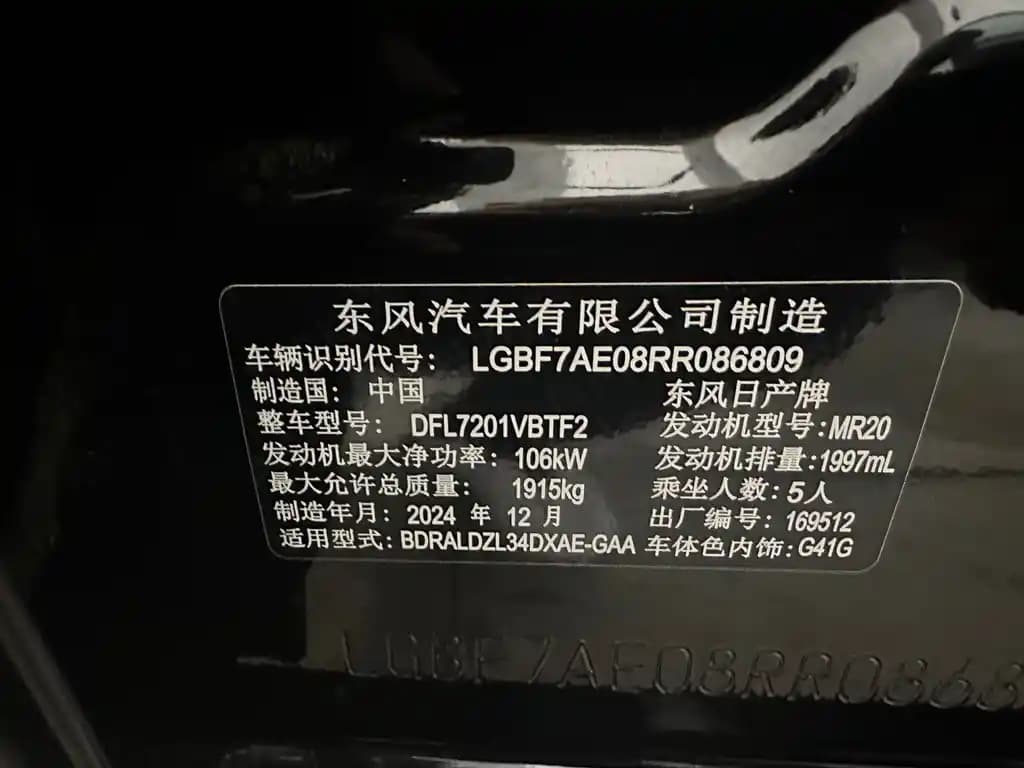 东风汽车有限公司制造
车辆识别代号: LGBF7AE08RR086809
制造国: 中国 东风日产牌
整车型号: DFL7201VBTF2 发动机型号:MR20
发动机最大净功率: 106kW 发动机排量:1997mL
最大允许总质量: 1915kg 乘坐人数:5人
制造年月: 2024 年 12 月 出厂编号: 169512
适用型式: BDRALDZL34DXAE-GAA 车体色内饰:G41G
LGBF7AE08RR0868